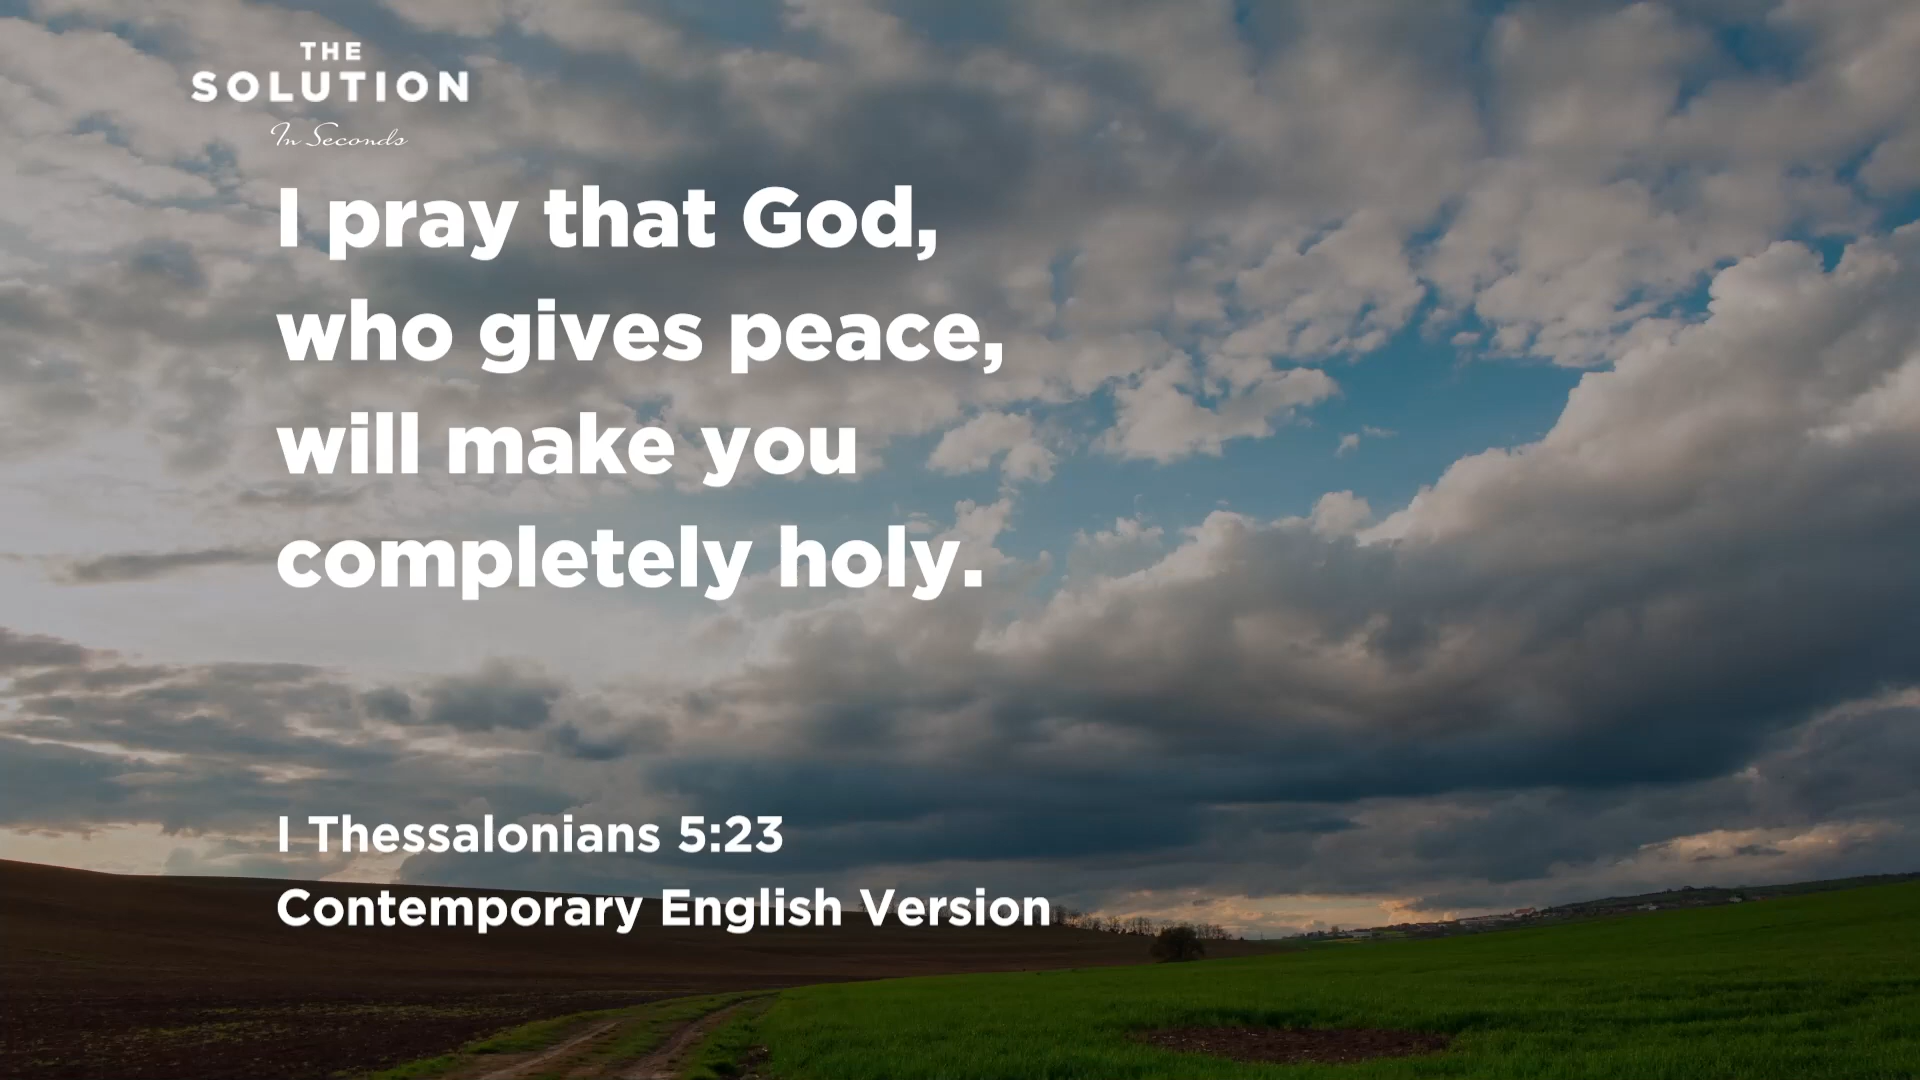 THE
SOLUTION
In Seconds
I pray that God,
who gives peace,
will make you
completely holy.
I Thessalonians 5:23
Contemporary English Version